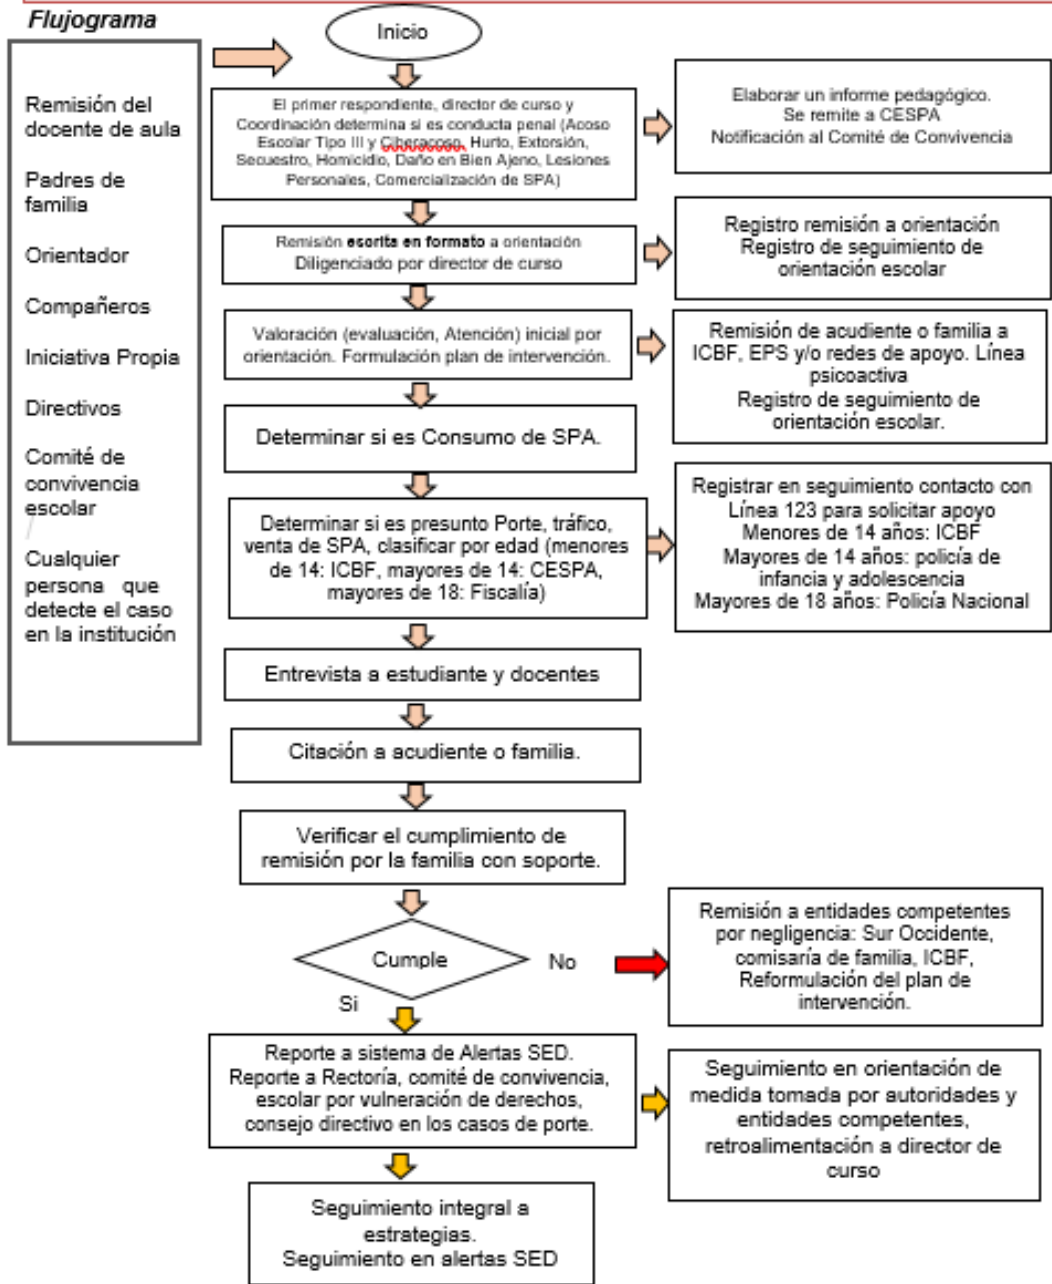 Flujograma
Remisión del
docente de aula
Padres de
familia
Orientador
Compañeros
Iniciativa Propia
Directivos
Comité de
convivencia
escolar
Cualquier
persona que
detecte el caso
en la institución
Inicio
El primer respondiente, director de curso y
Coordinación determina si es conducta penal (Acoso
Escolar Tipo III y Ciberacoso, Hurto, Extorsión,
Secuestro, Homicidio, Daño en Bien Ajeno, Lesiones
Personales, Comercialización de SPA)
Elaborar un informe pedagógico.
Se remite a CESPA
Notificación al Comité de Convivencia
Remisión escrita en formato a orientación
Diligenciado por director de curso
Registro remisión a orientación
Registro de seguimiento de
orientación escolar
Valoración (evaluación, Atención) inicial por
orientación. Formulación plan de intervención.
Remisión de acudiente o familia a
ICBF, EPS y/o redes de apoyo. Línea
psicoactiva
Registro de seguimiento de
orientación escolar.
Determinar si es Consumo de SPA.
Determinar si es presunto Porte, tráfico,
venta de SPA, clasificar por edad (menores
de 14: ICBF, mayores de 14: CESPA,
mayores de 18: Fiscalía)
Registrar en seguimiento contacto con
Línea 123 para solicitar apoyo
Menores de 14 años: ICBF
Mayores de 14 años: policía de
infancia y adolescencia
Mayores de 18 años: Policía Nacional
Entrevista a estudiante y docentes
Citación a acudiente o familia.
Verificar el cumplimiento de
remisión por la familia con soporte.
Cumple
No
Si
Remisión a entidades competentes
por negligencia: Sur Occidente,
comisaría de familia, ICBF,
Reformulación del plan de
intervención.
Reporte a sistema de Alertas SED.
Reporte a Rectoría, comité de convivencia,
escolar por vulneración de derechos,
consejo directivo en los casos de porte.
Seguimiento en orientación de
medida tomada por autoridades y
entidades competentes,
retroalimentación a director de
curso
Seguimiento integral a
estrategias.
Seguimiento en alertas SED